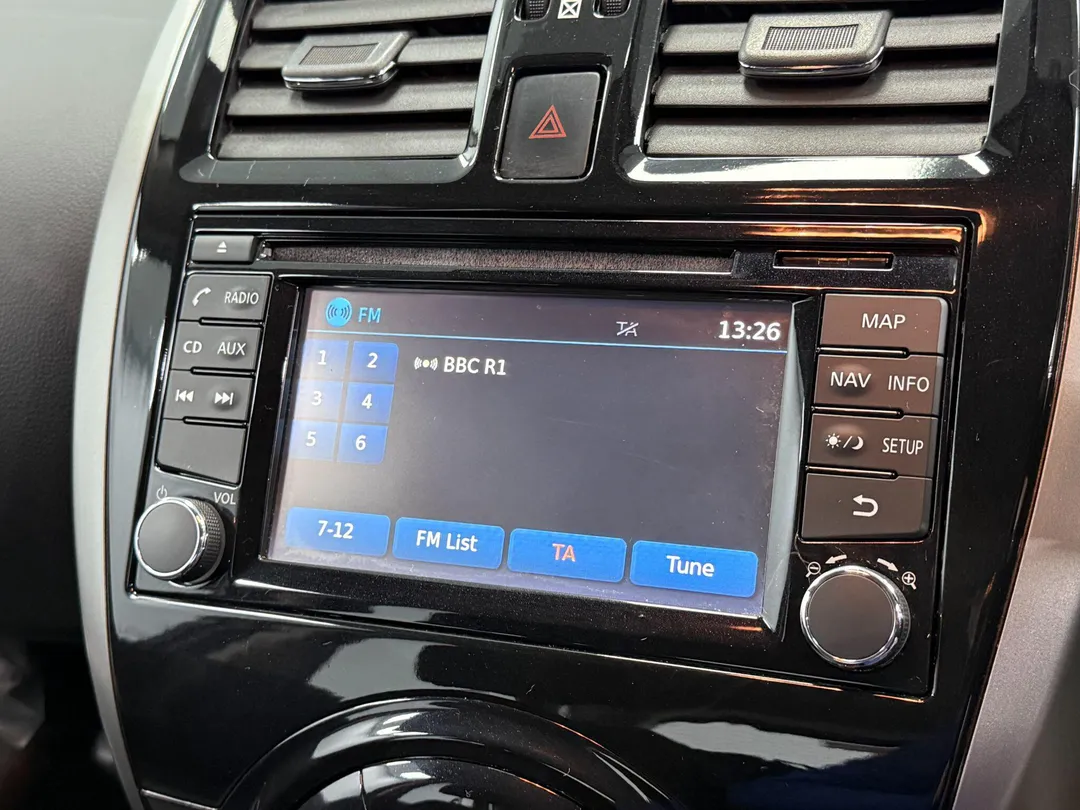 RADIO
CD AUX
VOL
FM
TA
13:26
1 2
3 4
5 6
BBC R1
7-12
FM List
TA
Tune
MAP
NAV INFO
SETUP